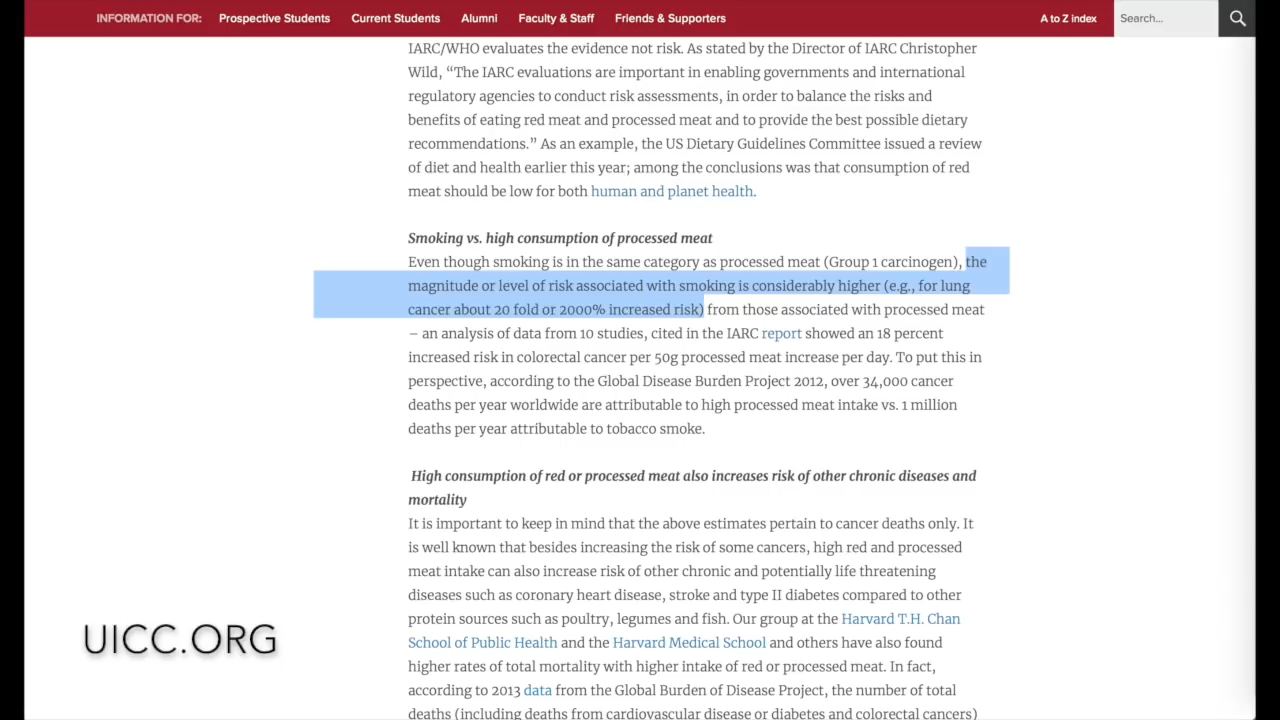 INFORMATION FOR: Prospective Students Current Students Alumni Faculty & Staff Friends & Supporters A to Z index Search...
IARC/WHO evaluates the evidence not risk. As stated by the Director of IARC Christopher
Wild, “The IARC evaluations are important in enabling governments and international
regulatory agencies to conduct risk assessments, in order to balance the risks and
benefits of eating red meat and processed meat and to provide the best possible dietary
recommendations.” As an example, the US Dietary Guidelines Committee issued a review
of diet and health earlier this year; among the conclusions was that consumption of red
meat should be low for both human and planet health.
Smoking vs. high consumption of processed meat
Even though smoking is in the same category as processed meat (Group 1 carcinogen), the
magnitude or level of risk associated with smoking is considerably higher (e.g., for lung
cancer about 20 fold or 2000% increased risk) from those associated with processed meat
– an analysis of data from 10 studies, cited in the IARC report showed an 18 percent
increased risk in colorectal cancer per 50g processed meat increase per day. To put this in
perspective, according to the Global Disease Burden Project 2012, over 34,000 cancer
deaths per year worldwide are attributable to high processed meat intake vs. 1 million
deaths per year attributable to tobacco smoke.
High consumption of red or processed meat also increases risk of other chronic diseases and
mortality
It is important to keep in mind that the above estimates pertain to cancer deaths only. It
is well known that besides increasing the risk of some cancers, high red and processed
meat intake can also increase risk of other chronic and potentially life threatening
diseases such as coronary heart disease, stroke and type II diabetes compared to other
protein sources such as poultry, legumes and fish. Our group at the Harvard T.H. Chan
School of Public Health and the Harvard Medical School and others have also found
higher rates of total mortality with higher intake of red or processed meat. In fact,
according to 2013 data from the Global Burden of Disease Project, the number of total
deaths (including deaths from cardiovascular disease or diabetes and colorectal cancers)
UICC.ORG